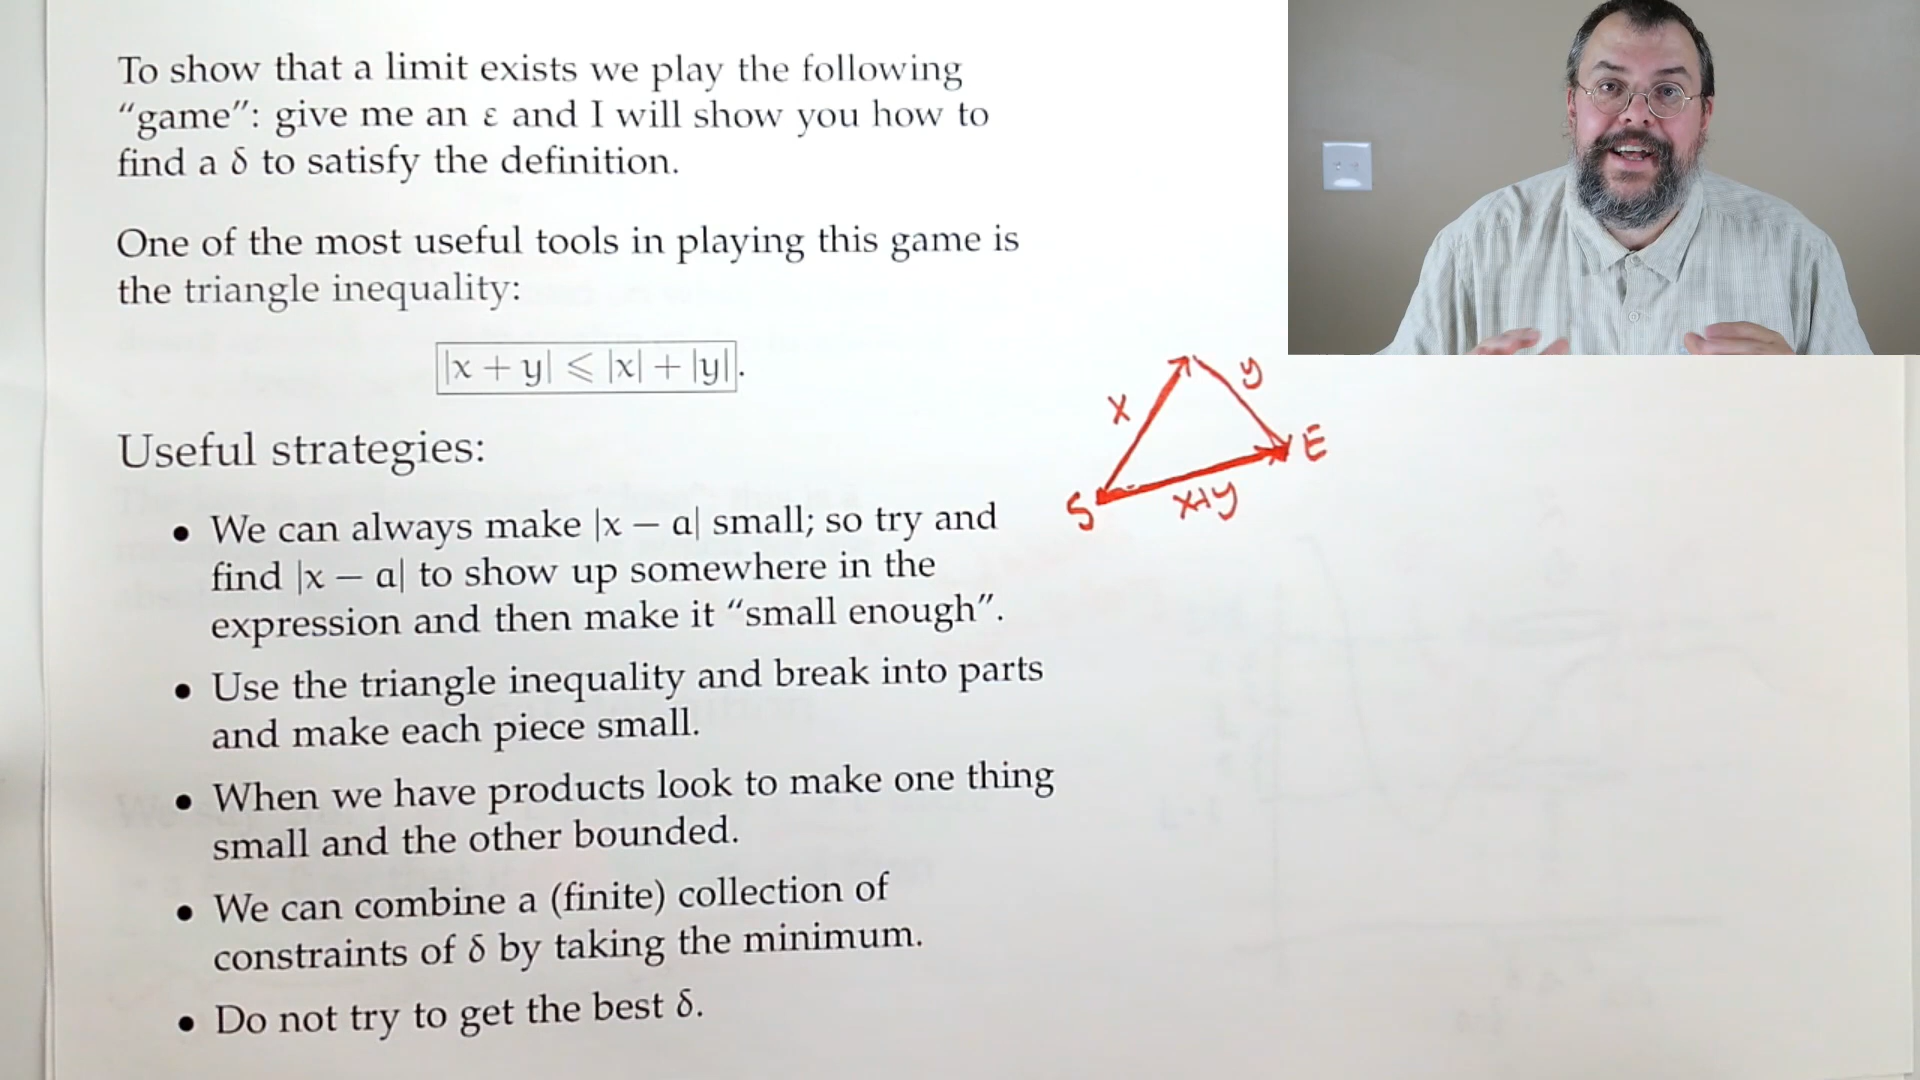 To show that a limit exists we play the following
“game”: give me an ε and I will show you how to
find a δ to satisfy the definition.
One of the most useful tools in playing this game is
the triangle inequality:
|x + y| ⩽ |x| + |y|.
x
y
S
E
x+y
Useful strategies:
• We can always make |x − a| small; so try and
find |x − a| to show up somewhere in the
expression and then make it “small enough”.
• Use the triangle inequality and break into parts
and make each piece small.
• When we have products look to make one thing
small and the other bounded.
• We can combine a (finite) collection of
constraints of δ by taking the minimum.
• Do not try to get the best δ.